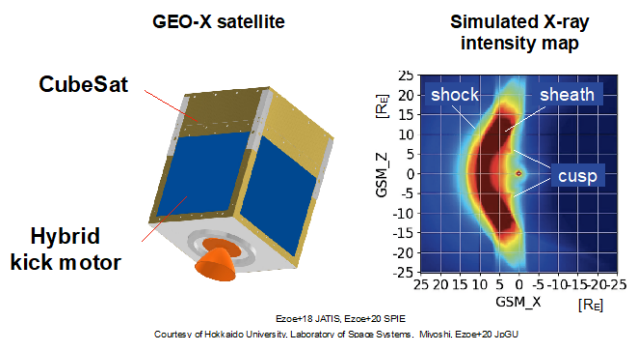 GEO-X satellite
CubeSat
Hybrid
kick motor
Simulated X-ray
intensity map
25
20
15
10
5
0
-5
-10
-15
-20
-25
[RE]
GSM_Z
shock
sheath
cusp
25 20 15 10 5 0 -5-10-15-20-25
GSM_X [RE]
Ezoe+18 JATIS, Ezoe+20 SPIE
Courtesy of Hokkaido University, Laboratory of Space Systems, Miyoshi, Ezoe+20 JpGU